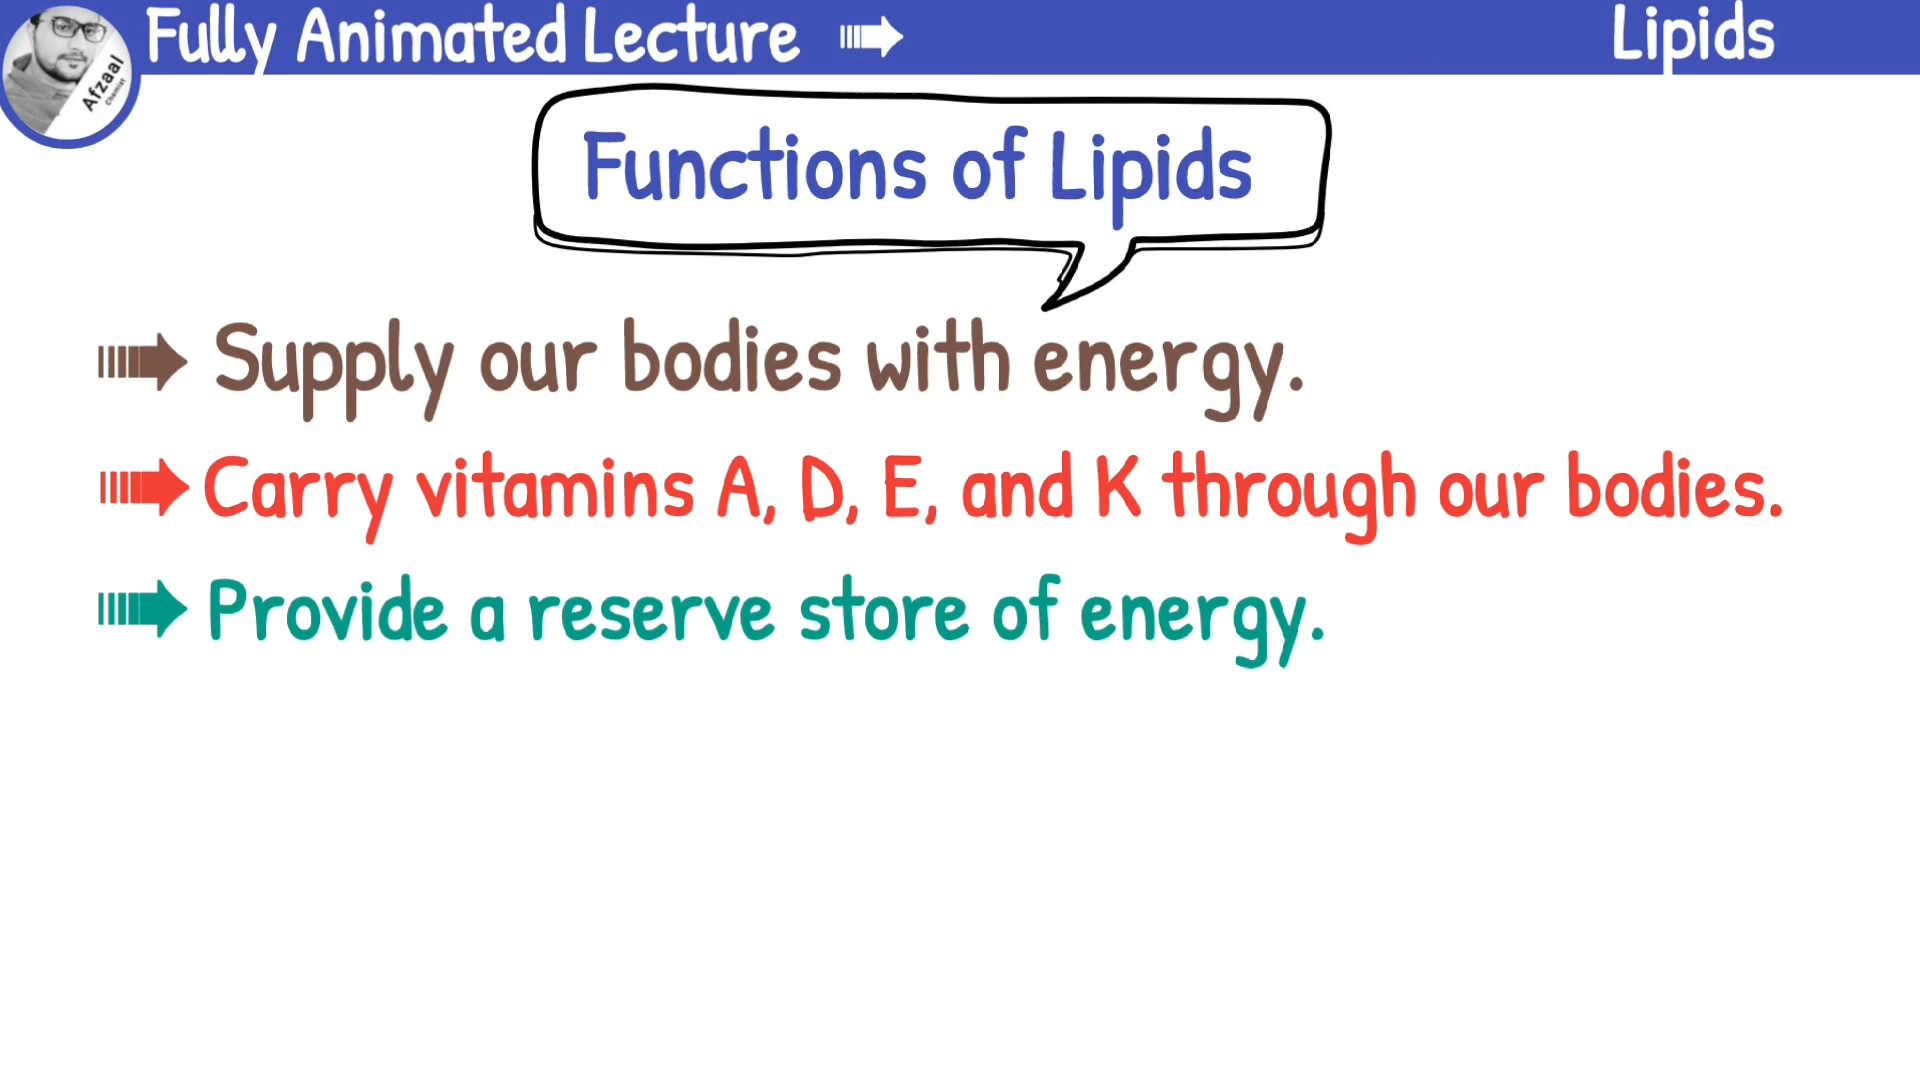 Fully Animated Lecture
Lipids
Afzaal
Chemist
Functions of Lipids
Supply our bodies with energy.
Carry vitamins A, D, E, and K through our bodies.
Provide a reserve store of energy.